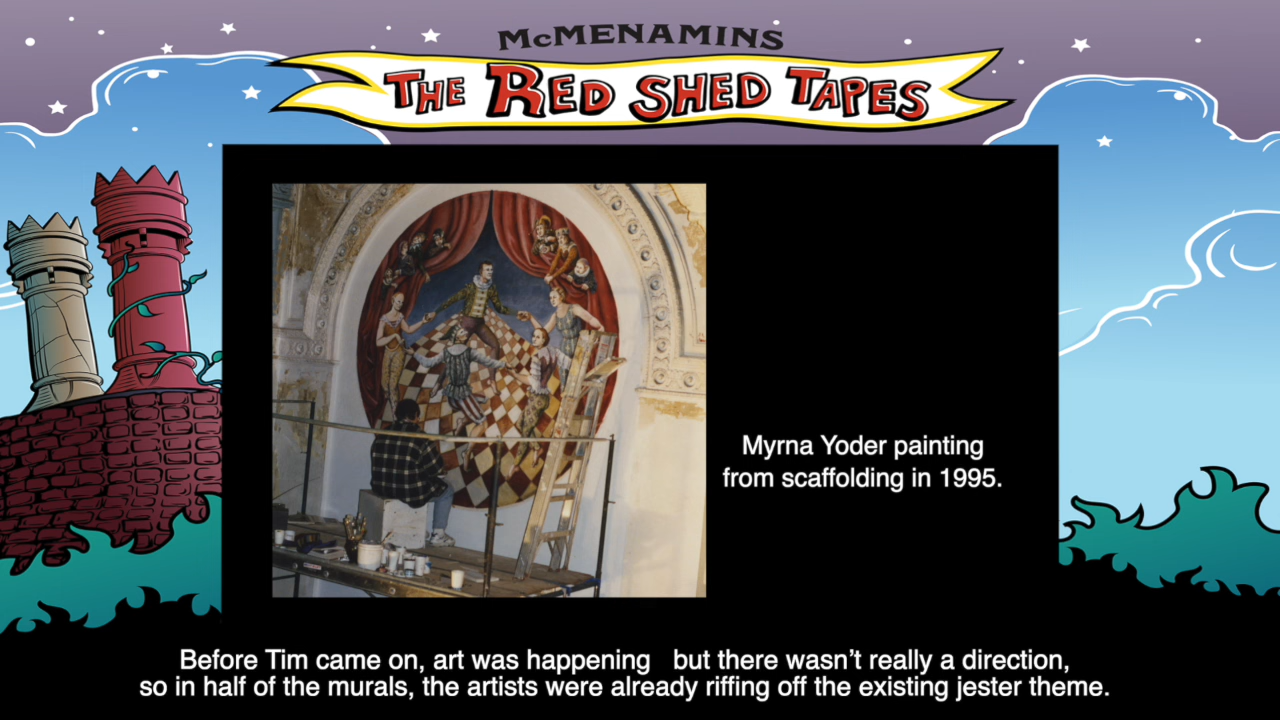 McMENAMINS
THE RED SHED TAPES
Myrna Yoder painting
from scaffolding in 1995.
Before Tim came on, art was happening but there wasn't really a direction,
so in half of the murals, the artists were already riffing off the existing jester theme.